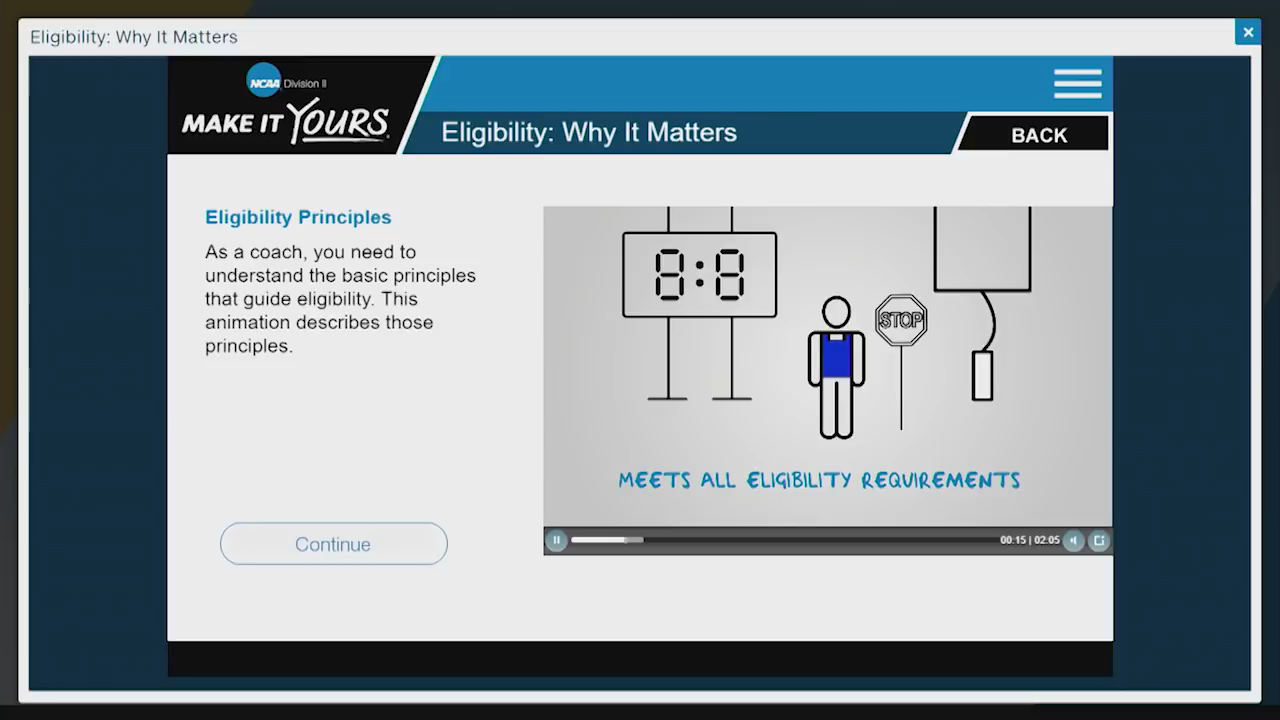 Eligibility: Why It Matters
NCAA Division II
MAKE IT YOURS
Eligibility: Why It Matters
BACK
Eligibility Principles
As a coach, you need to
understand the basic principles
that guide eligibility. This
animation describes those
principles.
Continue
8:8
STOP
MEETS ALL ELIGIBILITY REQUIREMENTS
00:15 | 02:05